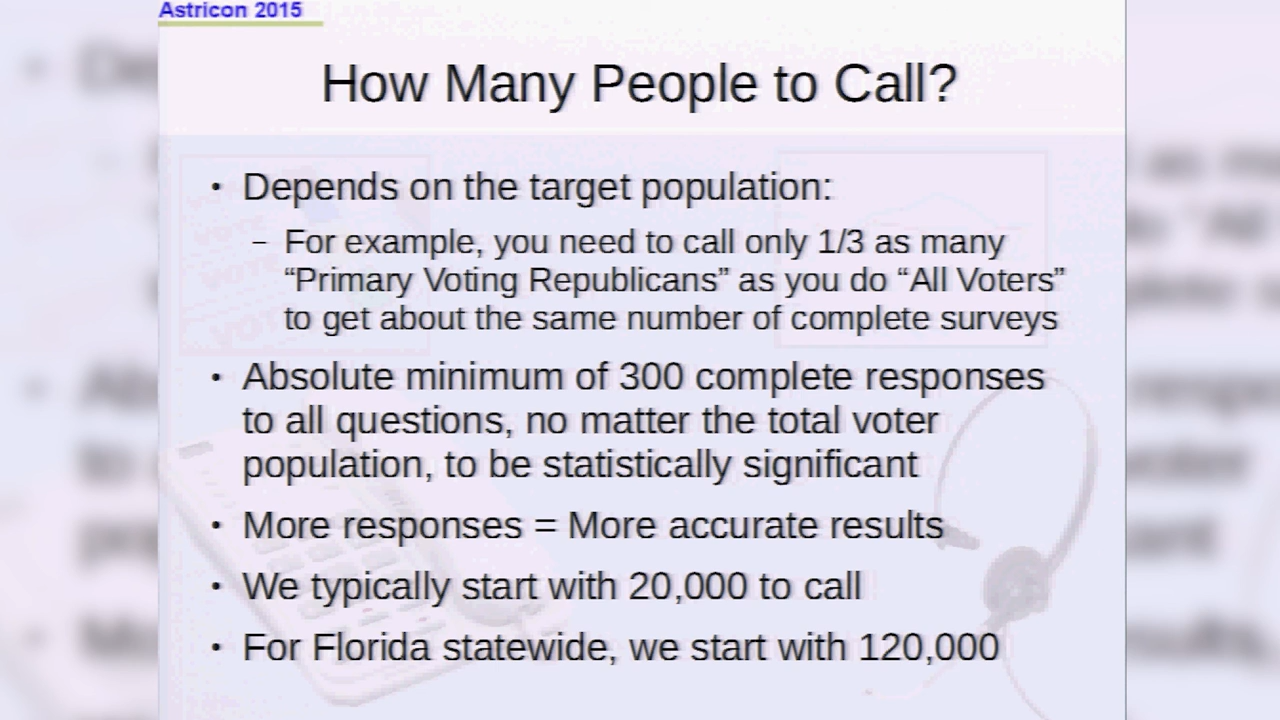 Astricon 2015
How Many People to Call?
• Depends on the target population:
– For example, you need to call only 1/3 as many
“Primary Voting Republicans” as you do “All Voters”
to get about the same number of complete surveys
• Absolute minimum of 300 complete responses
to all questions, no matter the total voter
population, to be statistically significant
• More responses = More accurate results
• We typically start with 20,000 to call
• For Florida statewide, we start with 120,000
VOTE
VOTE